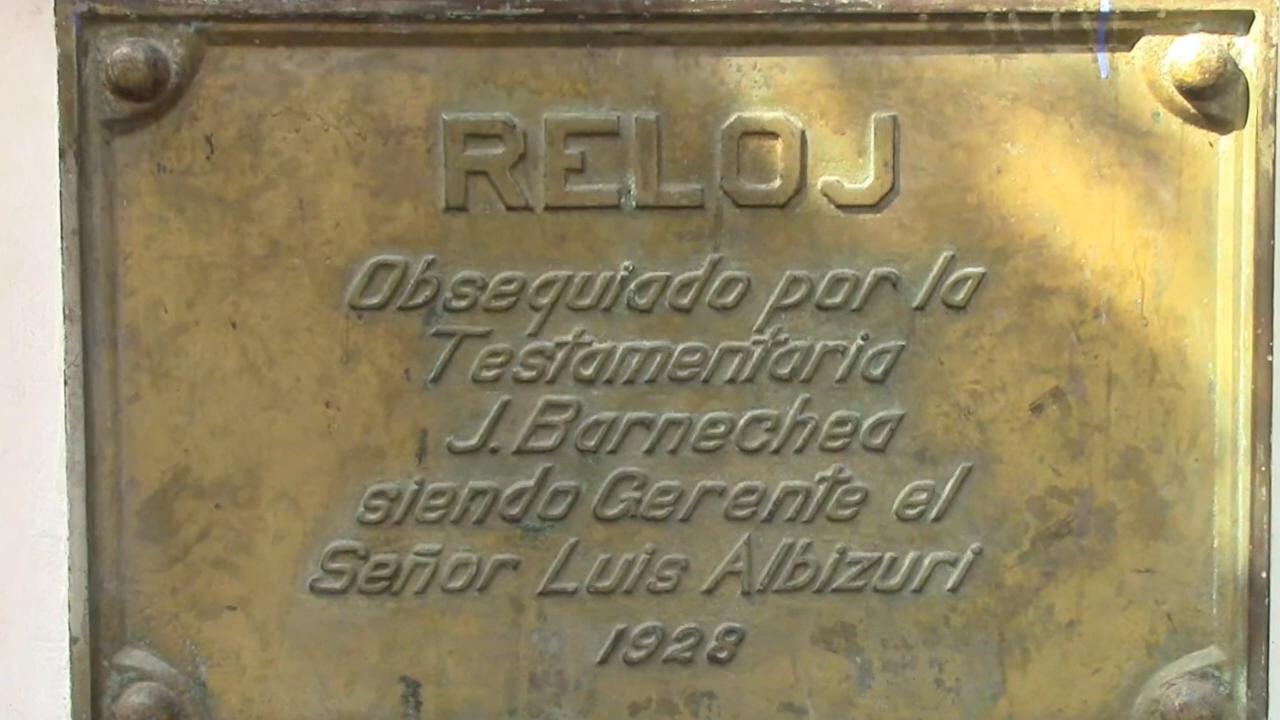 RELOJ
Obsequiado por la
Testamentaria
J. Barnechea
siendo Gerente el
Señor Luis Albizuri
1928